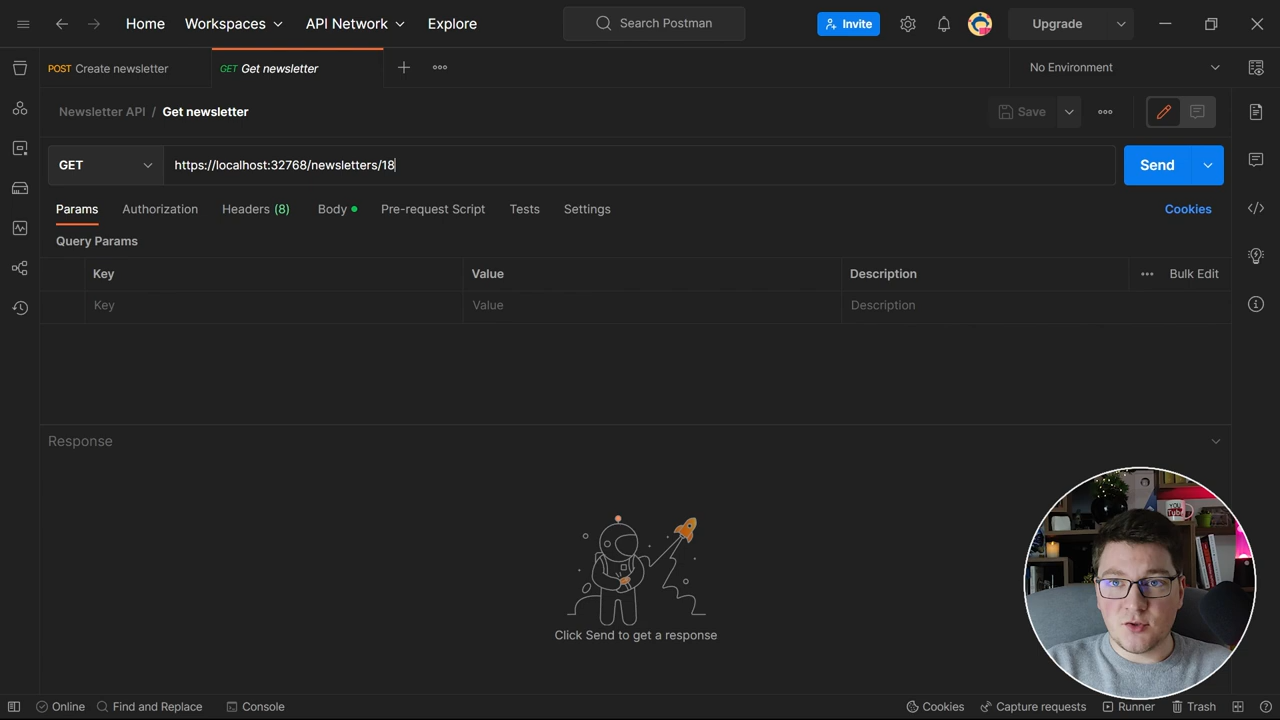 Home Workspaces API Network Explore Search Postman Invite Upgrade
POST Create newsletter GET Get newsletter No Environment
Newsletter API / Get newsletter Save
GET https://localhost:32768/newsletters/18 Send
Params Authorization Headers (8) Body Pre-request Script Tests Settings Cookies
Query Params
Key Value Description Bulk Edit
Key Value Description
Response
Click Send to get a response
Online Find and Replace Console Cookies Capture requests Runner Trash